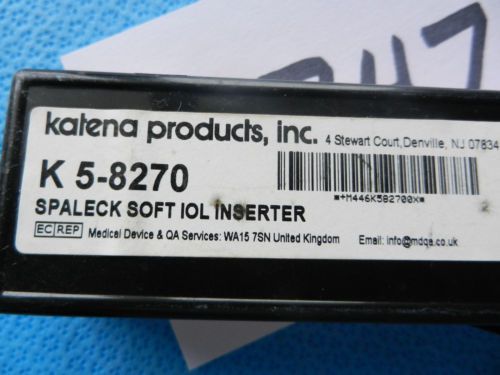 katena products, inc. 4 Stewart Court, Denville, NJ 07834
K 5-8270
*+M446K582700X*
SPALECK SOFT IOL INSERTER
EC REP Medical Device & QA Services: WA15 7SN United Kingdom Email: info@mdqa.co.uk